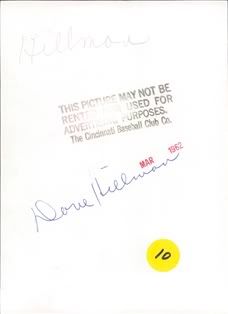 Hillman
THIS PICTURE MAY NOT BE
RENTED OR USED FOR
ADVERTISING PURPOSES.
The Cincinnati Baseball Club Co.
MAR 1962
Dave Hillman
10